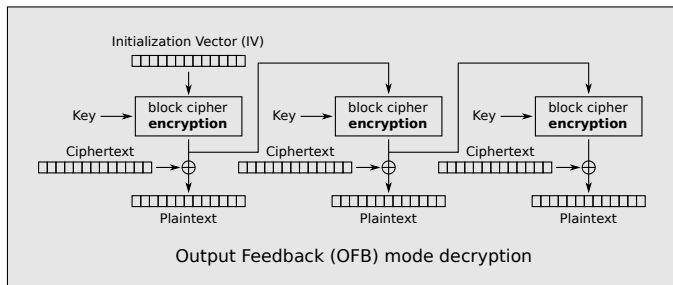 Initialization Vector (IV)
Key
block cipher
encryption
Key
block cipher
encryption
Key
block cipher
encryption
Ciphertext
Ciphertext
Ciphertext
Plaintext
Plaintext
Plaintext
Output Feedback (OFB) mode decryption